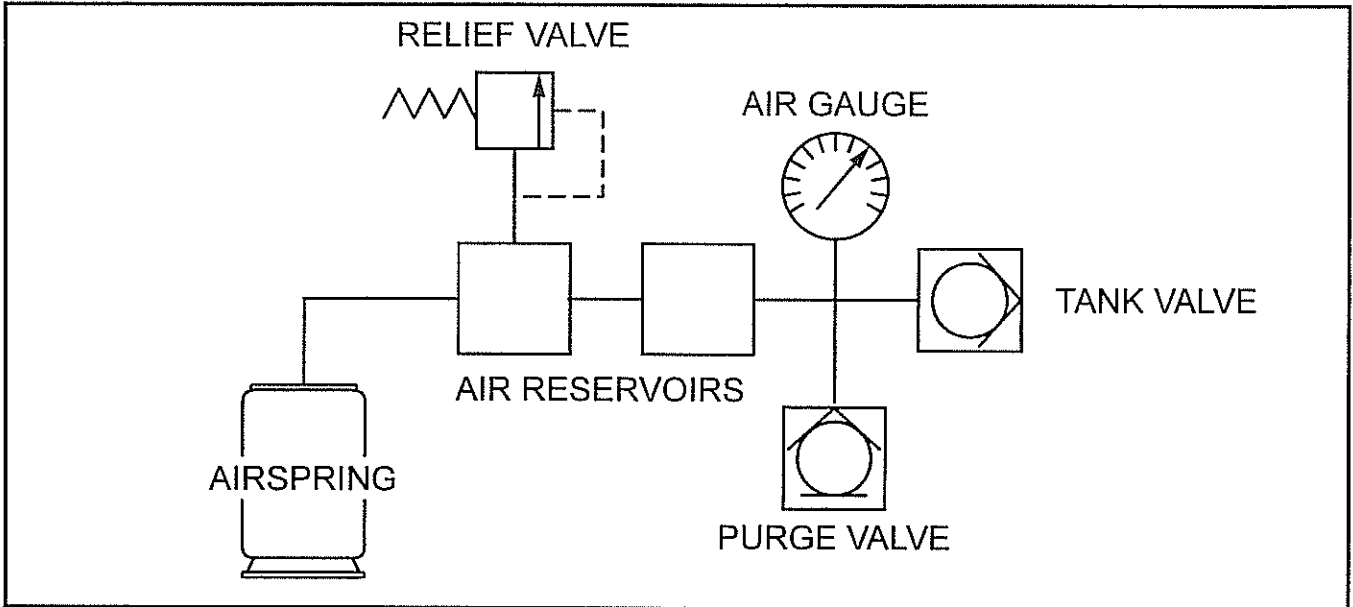 RELIEF VALVE
AIR GAUGE
TANK VALVE
AIR RESERVOIRS
AIRSPRING
PURGE VALVE